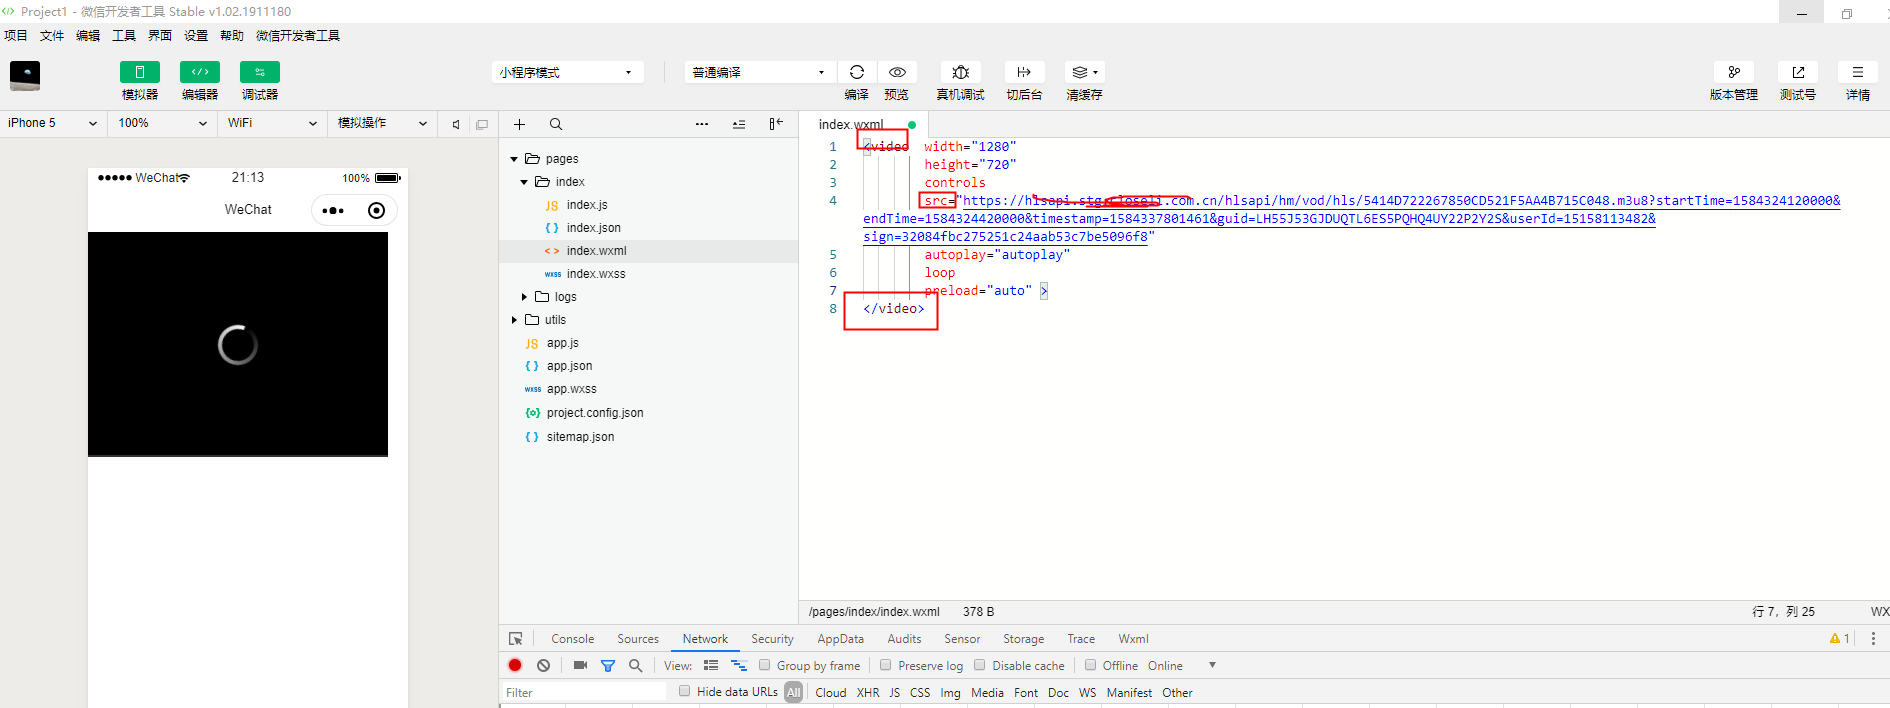 Project1 - 微信开发者工具 Stable v1.02.1911180
项目 文件 编辑 工具 界面 设置 帮助 微信开发者工具
模拟器 编辑器 调试器
小程序模式
普通编译
编译 预览 真机调试 切后台 清缓存
版本管理 测试号 详情
iPhone 5 100% WiFi 模拟操作
WeChat 21:13 100%
WeChat
pages
index
JS index.js
{ } index.json
< > index.wxml
wxss index.wxss
logs
utils
JS app.js
{ } app.json
wxss app.wxss
{o} project.config.json
{ } sitemap.json
index.wxml
1 <video width="1280"
2 height="720"
3 controls
4 src="https://hlsapi.stg. .com.cn/hlsapi/hm/vod/hls/5414D722267850CD521F5AA4B715C048.m3u8?startTime=1584324120000&
endTime=1584324420000&timestamp=1584337801461&guid=LH55J53GJDUQTL6ES5PQHQ4UY22P2Y2S&userId=15158113482&
sign=32084fbc275251c24aab53c7be5096f8"
5 autoplay="autoplay"
6 loop
7 preload="auto" >
8 </video>
/pages/index/index.wxml 378 B 行 7，列 25 WX
Console Sources Network Security AppData Audits Sensor Storage Trace Wxml 1
View: Group by frame Preserve log Disable cache Offline Online
Filter Hide data URLs All Cloud XHR JS CSS Img Media Font Doc WS Manifest Other